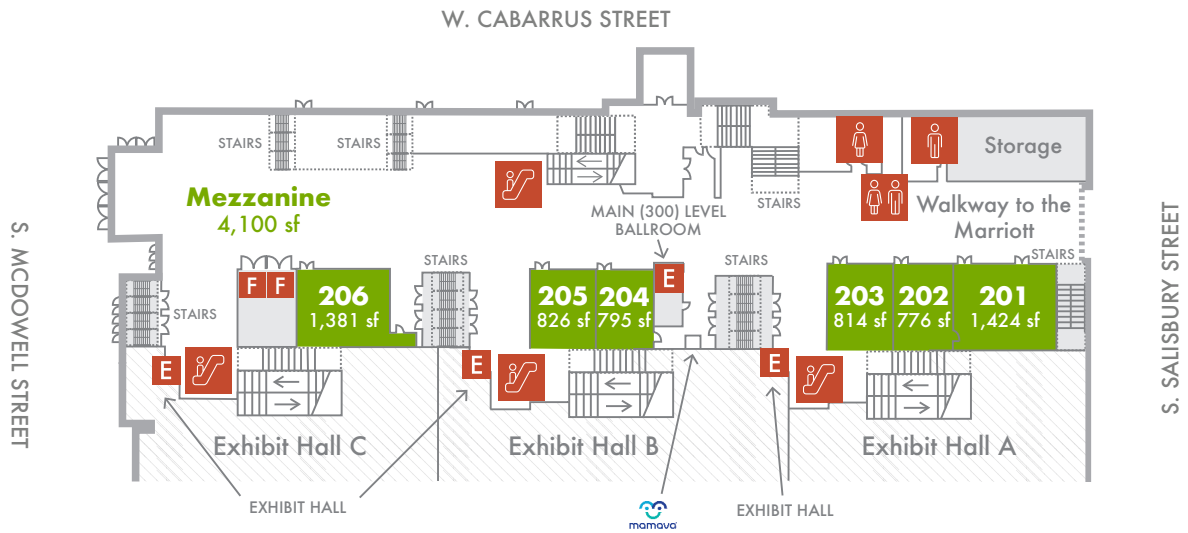 W. CABARRUS STREET
STAIRS
STAIRS
Storage
Mezzanine
4,100 sf
STAIRS
MAIN (300) LEVEL
BALLROOM
Walkway to the
Marriott
S. MCDOWELL STREET
S. SALISBURY STREET
STAIRS
STAIRS
STAIRS
F F
E
206
1,381 sf
205
826 sf
204
795 sf
203
814 sf
202
776 sf
201
1,424 sf
STAIRS
E
E
E
Exhibit Hall C
Exhibit Hall B
Exhibit Hall A
EXHIBIT HALL
EXHIBIT HALL
mamava